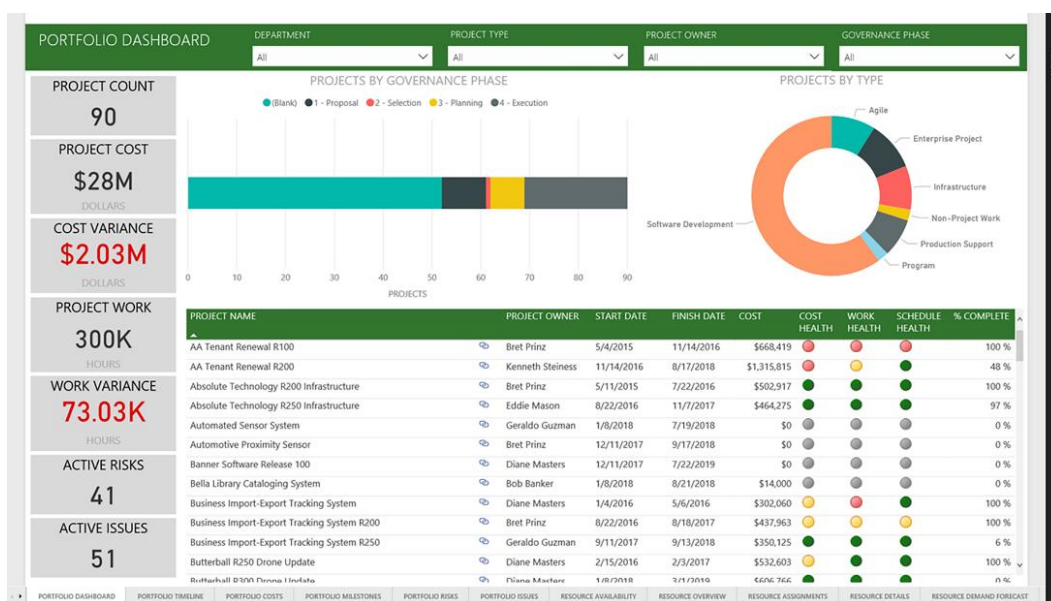 PORTFOLIO DASHBOARD
DEPARTMENT
All
PROJECT TYPE
All
PROJECT OWNER
All
GOVERNANCE PHASE
All
PROJECT COUNT
90
PROJECT COST
$28M
DOLLARS
COST VARIANCE
$2.03M
DOLLARS
PROJECT WORK
300K
HOURS
WORK VARIANCE
73.03K
HOURS
ACTIVE RISKS
41
ACTIVE ISSUES
51
PROJECTS BY GOVERNANCE PHASE
(Blank) 1 - Proposal 2 - Selection 3 - Planning 4 - Execution
0 10 20 30 40 50 60 70 80 90
PROJECTS
PROJECTS BY TYPE
Agile
Enterprise Project
Infrastructure
Non-Project Work
Production Support
Program
Software Development
PROJECT NAME PROJECT OWNER START DATE FINISH DATE COST COST HEALTH WORK HEALTH SCHEDULE HEALTH % COMPLETE
AA Tenant Renewal R100 Bret Prinz 5/4/2015 11/14/2016 $668,419 100 %
AA Tenant Renewal R200 Kenneth Steiness 11/14/2016 8/17/2018 $1,315,815 48 %
Absolute Technology R200 Infrastructure Bret Prinz 5/11/2015 7/22/2016 $502,917 100 %
Absolute Technology R250 Infrastructure Eddie Mason 8/22/2016 11/7/2017 $464,275 97 %
Automated Sensor System Geraldo Guzman 1/8/2018 7/19/2018 $0 0 %
Automotive Proximity Sensor Bret Prinz 12/11/2017 9/17/2018 $0 0 %
Banner Software Release 100 Diane Masters 12/11/2017 7/22/2019 $0 0 %
Bella Library Cataloging System Bob Banker 1/8/2018 8/21/2018 $14,000 0 %
Business Import-Export Tracking System Diane Masters 1/4/2016 5/6/2016 $302,060 100 %
Business Import-Export Tracking System R200 Bret Prinz 8/22/2016 8/18/2017 $437,963 100 %
Business Import-Export Tracking System R250 Geraldo Guzman 9/11/2017 9/13/2018 $350,125 6 %
Butterball R250 Drone Update Diane Masters 2/15/2016 2/3/2017 $532,603 100 %
Butterball R300 Drone Update Diane Masters 1/8/2018 3/1/2019 $606,766 0 %
PORTFOLIO DASHBOARD PORTFOLIO TIMELINE PORTFOLIO COSTS PORTFOLIO MILESTONES PORTFOLIO RISKS PORTFOLIO ISSUES RESOURCE AVAILABILITY RESOURCE OVERVIEW RESOURCE ASSIGNMENTS RESOURCE DETAILS RESOURCE DEMAND FORECAST